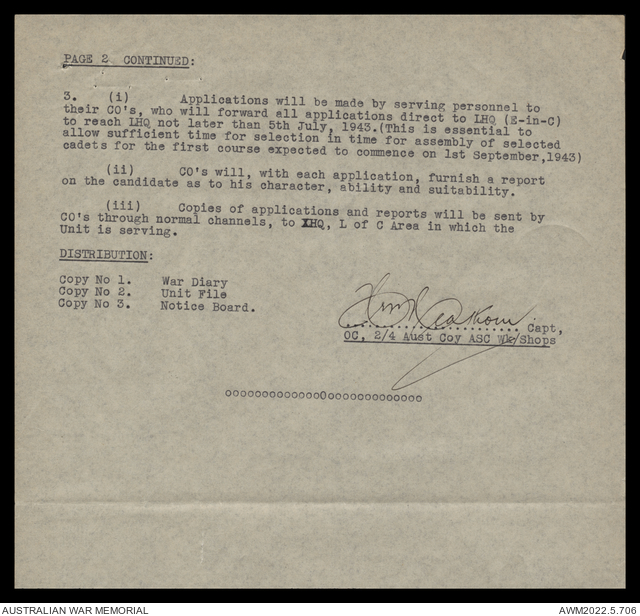 PAGE 2 CONTINUED:
3. (i) Applications will be made by serving personnel to
their CO's, who will forward all applications direct to LHQ (E-in-C)
to reach LHQ not later than 5th July, 1943.(This is essential to
allow sufficient time for selection in time for assembly of selected
cadets for the first course expected to commence on 1st September,1943)
(ii) CO's will, with each application, furnish a report
on the candidate as to his character, ability and suitability.
(iii) Copies of applications and reports will be sent by
CO's through normal channels, to HQ, L of C Area in which the
Unit is serving.
DISTRIBUTION:
Copy No 1. War Diary
Copy No 2. Unit File
Copy No 3. Notice Board.
........................ Capt,
OC, 2/4 Aust Coy ASC Wk/Shops
oooooooooooooOooooooooooooooo
AUSTRALIAN WAR MEMORIAL
AWM2022.5.706